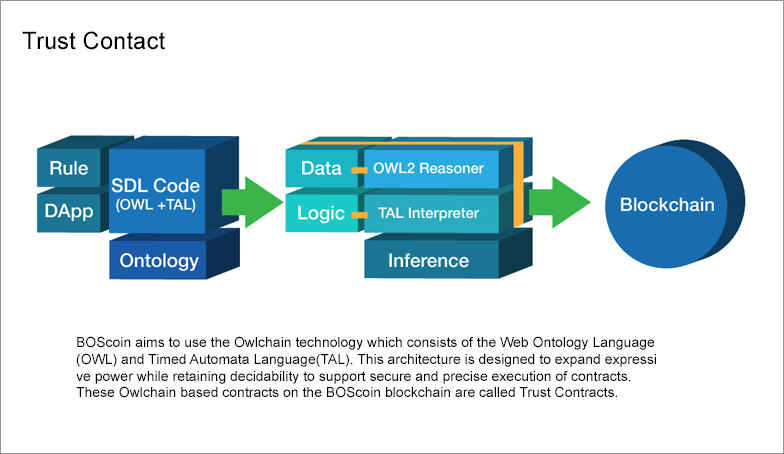 Trust Contact
Rule
DApp
SDL Code
(OWL +TAL)
Ontology
Data
OWL2 Reasoner
Logic
TAL Interpreter
Inference
Blockchain
BOScoin aims to use the Owlchain technology which consists of the Web Ontology Language
(OWL) and Timed Automata Language(TAL). This architecture is designed to expand expressi
ve power while retaining decidability to support secure and precise execution of contracts.
These Owlchain based contracts on the BOScoin blockchain are called Trust Contracts.